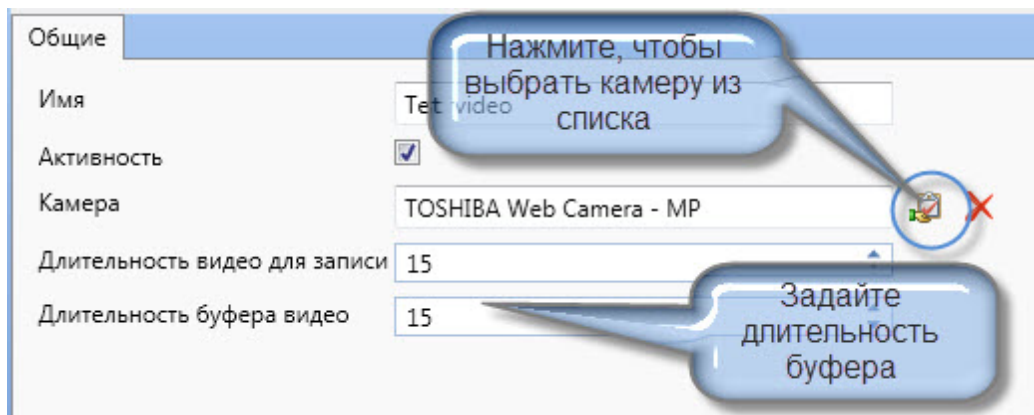 Общие
Нажмите, чтобы
выбрать камеру из
списка
Имя
Tet video
Активность
Камера
TOSHIBA Web Camera - MP
Длительность видео для записи
15
Длительность буфера видео
15
Задайте
длительность
буфера